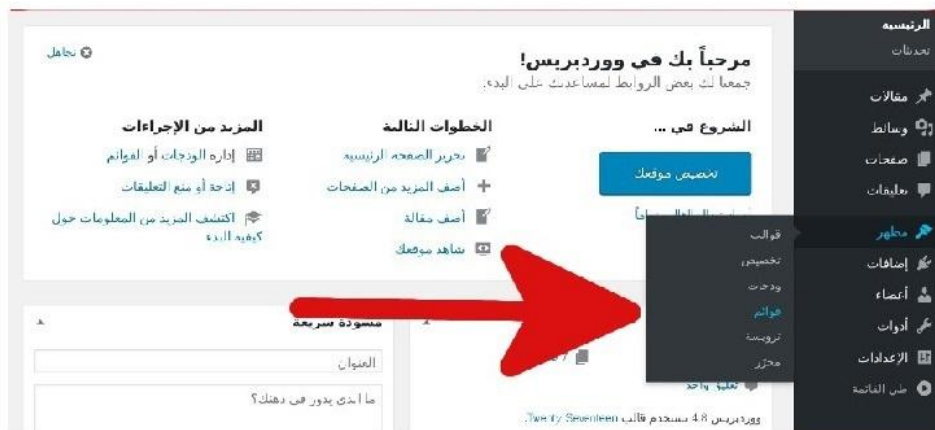 الرئيسية
تحديثات
مقالات
وسائط
صفحات
تعليقات
مظهر
إضافات
أعضاء
أدوات
الإعدادات
طي القائمة
قوالب
تخصيص
ودجات
قوائم
ترويسة
محرّر
تجاهل
مرحباً بك في ووردبريس!
جمعنا لك بعض الروابط لمساعدتك على البدء.
الشروع في ...
تخصيص موقعك
الخطوات التالية
تحرير الصفحة الرئيسية
أضف المزيد من الصفحات
أضف مقالة
شاهد موقعك
المزيد من الإجراءات
إدارة الودجات أو القوائم
إتاحة أو منع التعليقات
اكتشف المزيد من المعلومات حول
كيفية البدء
7
تعليق واحد
ووردبريس 4.8 يستخدم قالب Twenty Seventeen.
مسودة سريعة
العنوان
ما الذي يدور في ذهنك؟